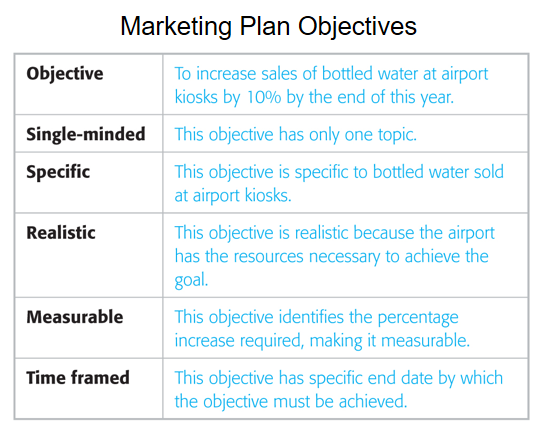 Marketing Plan Objectives
Objective
To increase sales of bottled water at airport
kiosks by 10% by the end of this year.
Single-minded
This objective has only one topic.
Specific
This objective is specific to bottled water sold
at airport kiosks.
Realistic
This objective is realistic because the airport
has the resources necessary to achieve the
goal.
Measurable
This objective identifies the percentage
increase required, making it measurable.
Time framed
This objective has specific end date by which
the objective must be achieved.